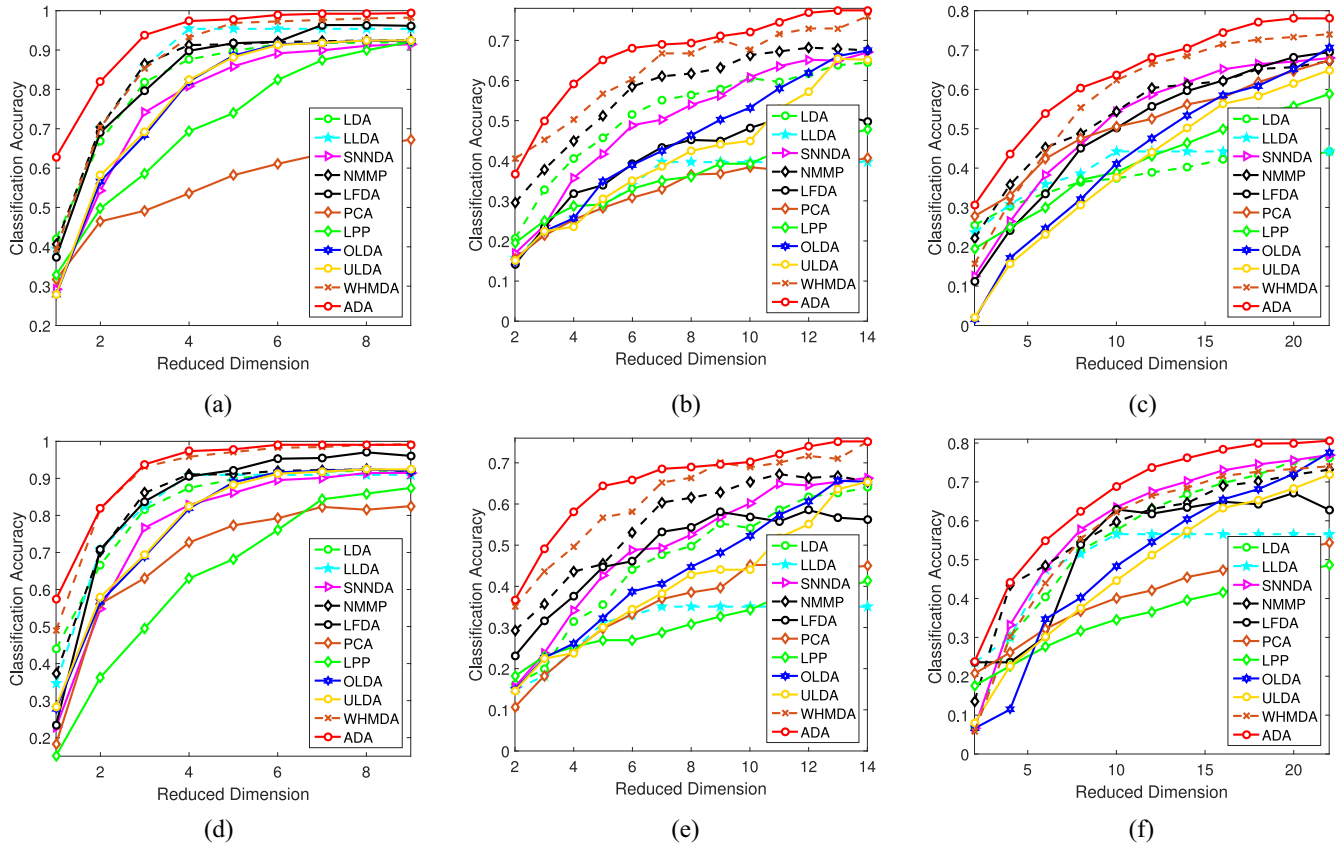 1
0.9
0.8
0.7
0.6
0.5
0.4
0.3
0.2
2 4 6 8
Classification Accuracy
Reduced Dimension
LDA
LLDA
SNNDA
NMMP
LFDA
PCA
LPP
OLDA
ULDA
WHMDA
ADA
(a)
0.7
0.6
0.5
0.4
0.3
0.2
0.1
0
2 4 6 8 10 12 14
Classification Accuracy
Reduced Dimension
LDA
LLDA
SNNDA
NMMP
LFDA
PCA
LPP
OLDA
ULDA
WHMDA
ADA
(b)
0.8
0.7
0.6
0.5
0.4
0.3
0.2
0.1
0
5 10 15 20
Classification Accuracy
Reduced Dimension
LDA
LLDA
SNNDA
NMMP
LFDA
PCA
LPP
OLDA
ULDA
WHMDA
ADA
(c)
1
0.9
0.8
0.7
0.6
0.5
0.4
0.3
0.2
2 4 6 8
Classification Accuracy
Reduced Dimension
LDA
LLDA
SNNDA
NMMP
LFDA
PCA
LPP
OLDA
ULDA
WHMDA
ADA
(d)
0.7
0.6
0.5
0.4
0.3
0.2
0.1
0
2 4 6 8 10 12 14
Classification Accuracy
Reduced Dimension
LDA
LLDA
SNNDA
NMMP
LFDA
PCA
LPP
OLDA
ULDA
WHMDA
ADA
(e)
0.8
0.7
0.6
0.5
0.4
0.3
0.2
0.1
0
5 10 15 20
Classification Accuracy
Reduced Dimension
LDA
LLDA
SNNDA
NMMP
LFDA
PCA
LPP
OLDA
ULDA
WHMDA
ADA
(f)